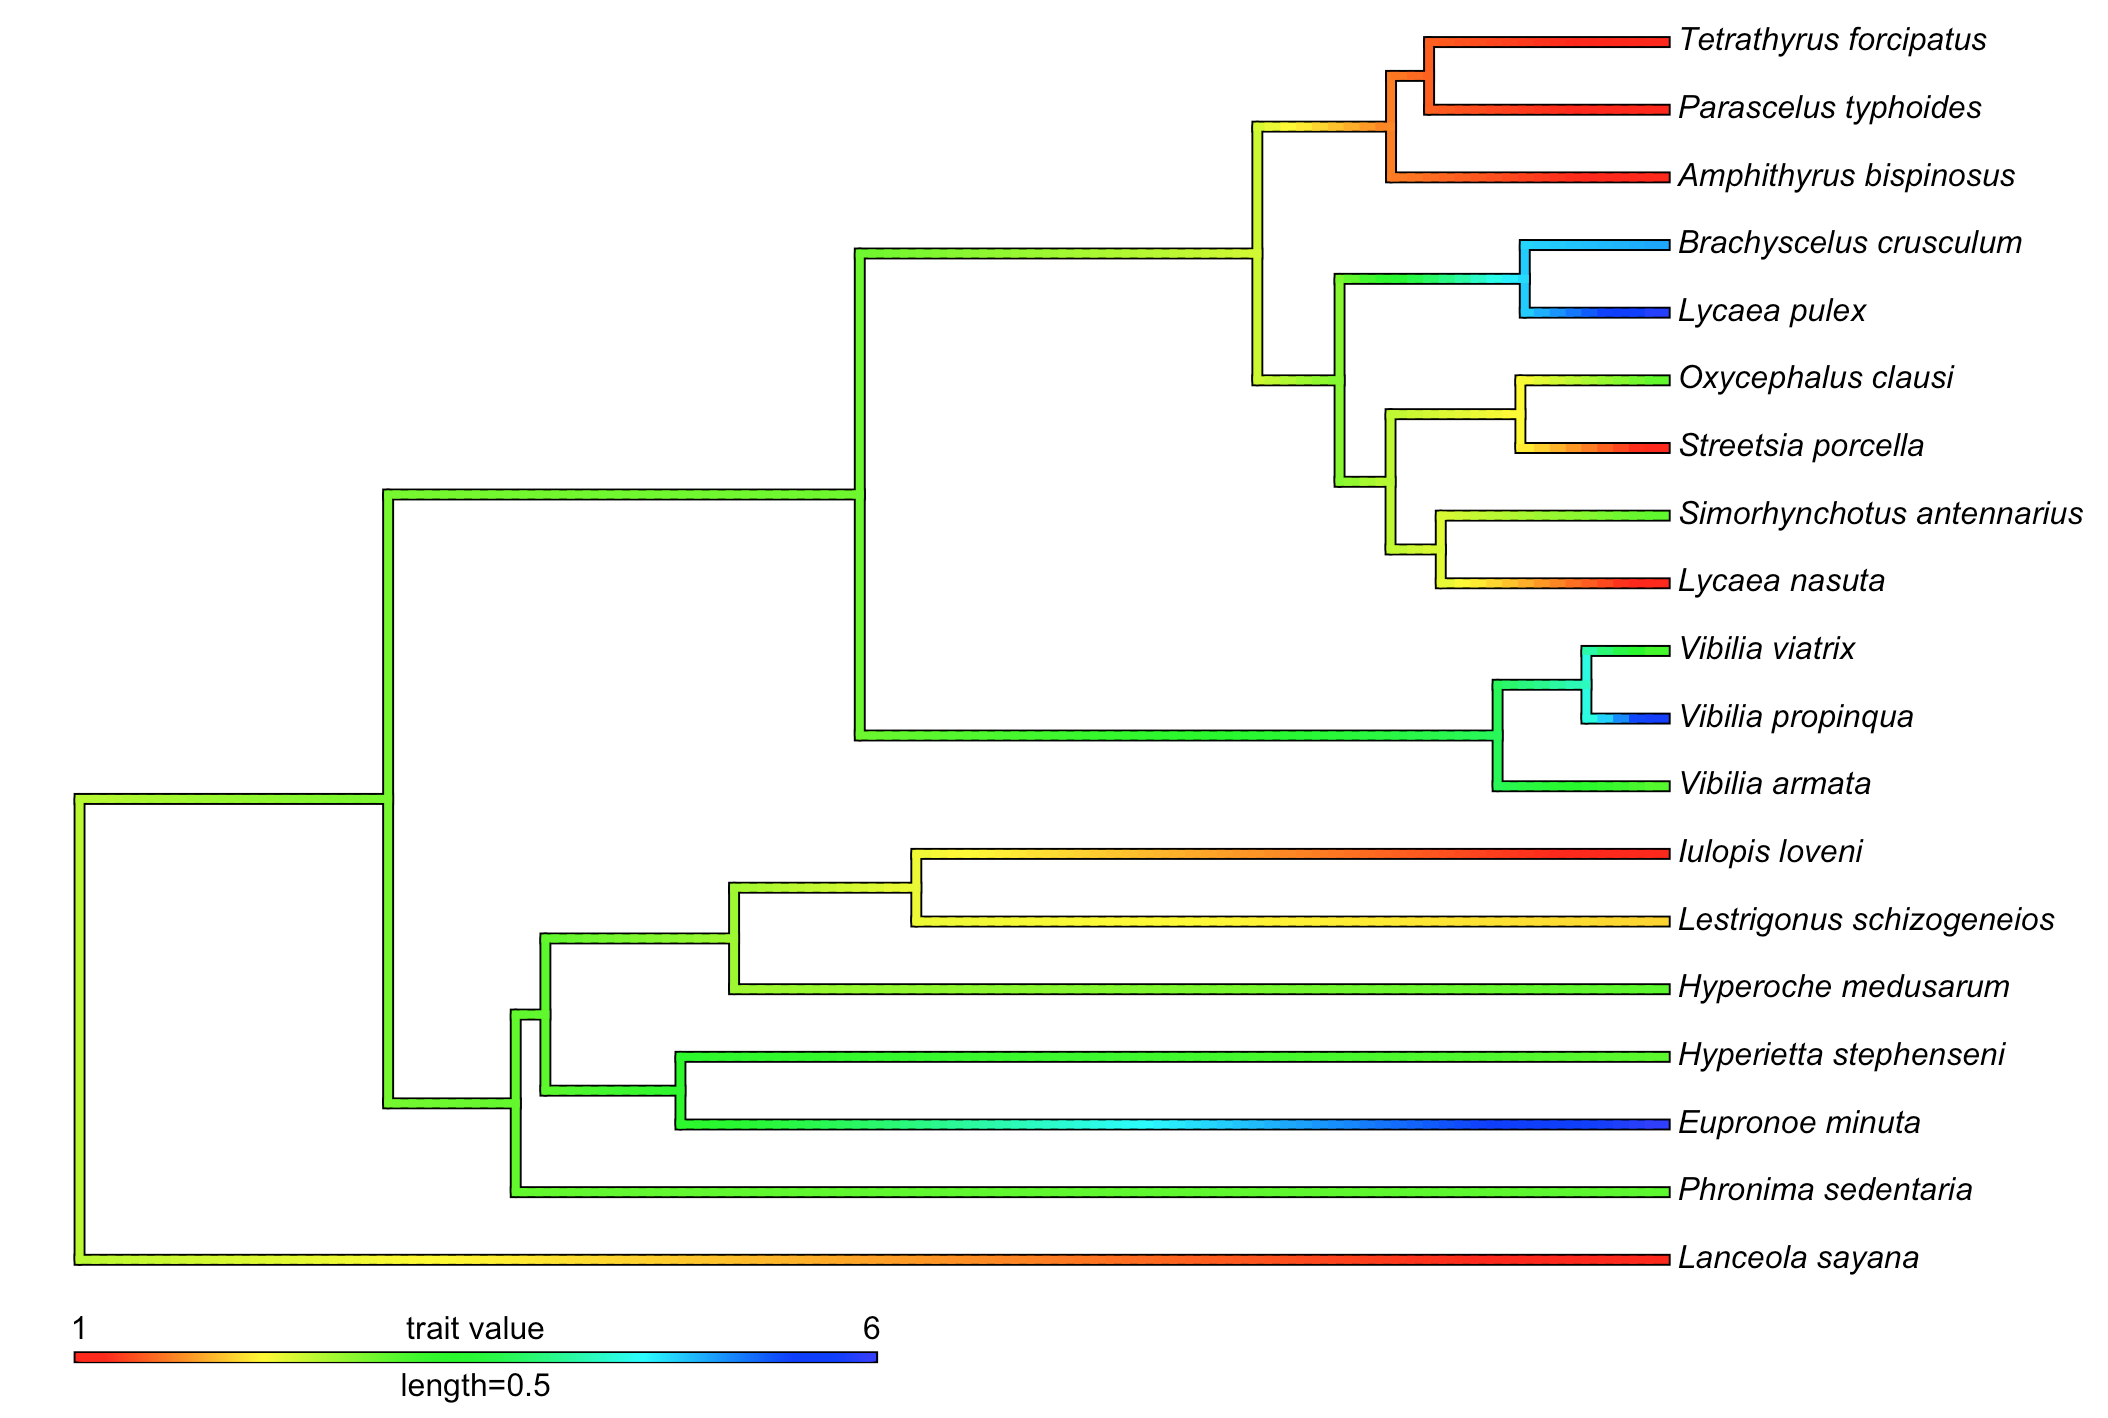 Tetrathyrus forcipatus
Parascelus typhoides
Amphithyrus bispinosus
Brachyscelus crusculum
Lycaea pulex
Oxycephalus clausi
Streetsia porcella
Simorhynchotus antennarius
Lycaea nasuta
Vibilia viatrix
Vibilia propinqua
Vibilia armata
Iulopis loveni
Lestrigonus schizogeneios
Hyperoche medusarum
Hyperietta stephenseni
Eupronoe minuta
Phronima sedentaria
Lanceola sayana
1 trait value 6
length=0.5